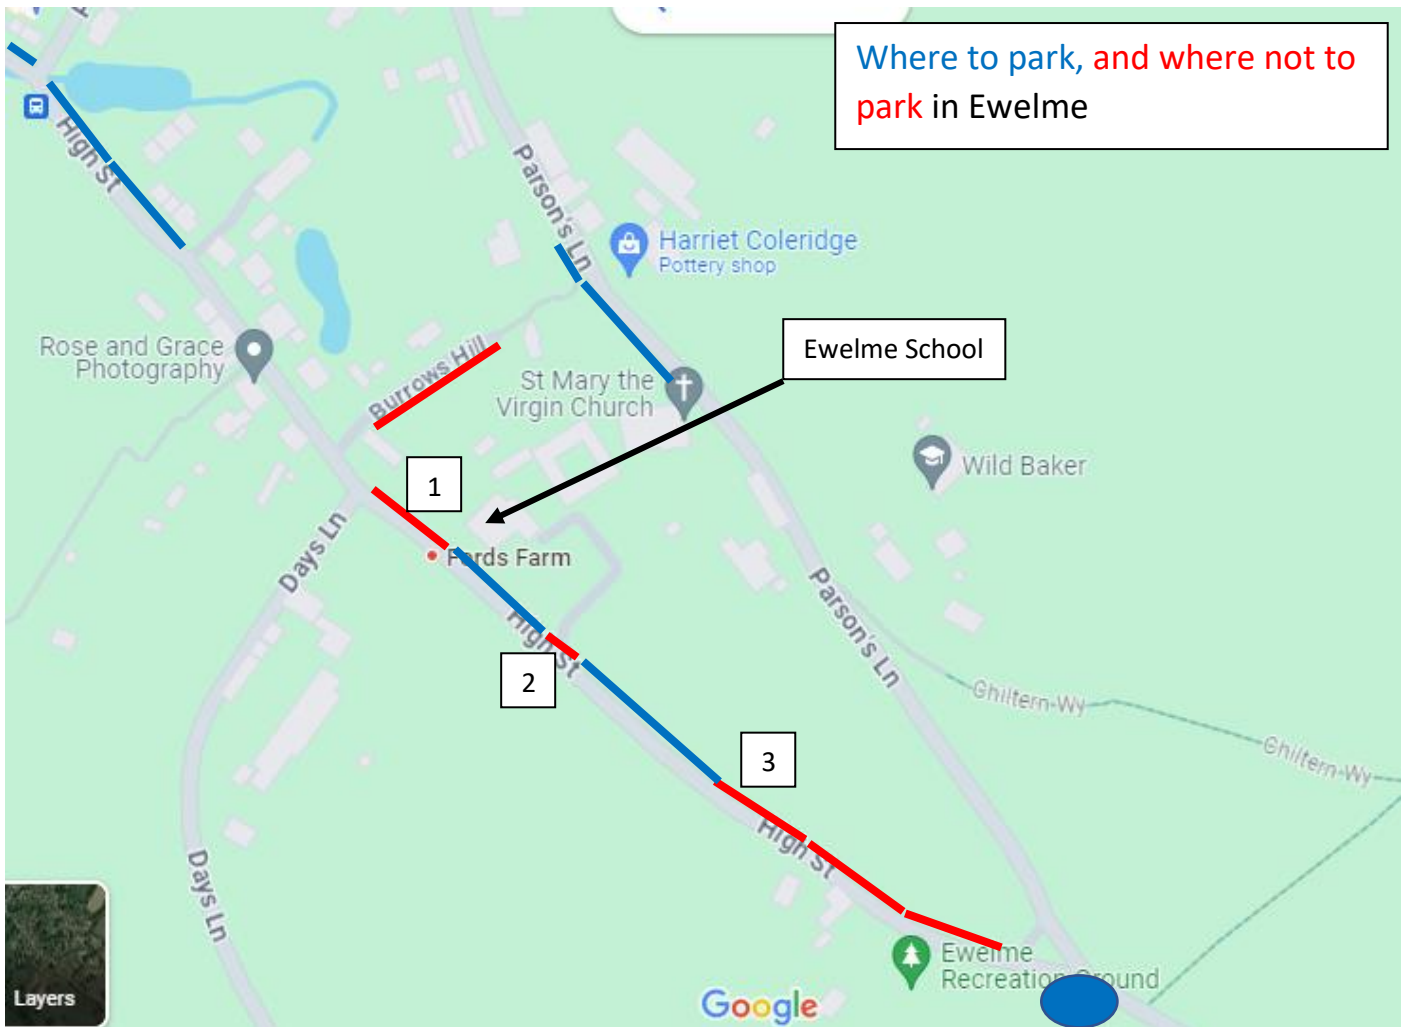 Where to park, and where not to
park in Ewelme
High St
Parson's Ln
Harriet Coleridge
Pottery shop
Rose and Grace
Photography
Burrows Hill
Ewelme School
St Mary the
Virgin Church
Wild Baker
1
Fords Farm
Days Ln
High St
2
Parson's Ln
Ghiltern-Wy
Ghiltern-Wy
3
High St
Days Ln
Layers
Ewelme
Recreation Ground
Google